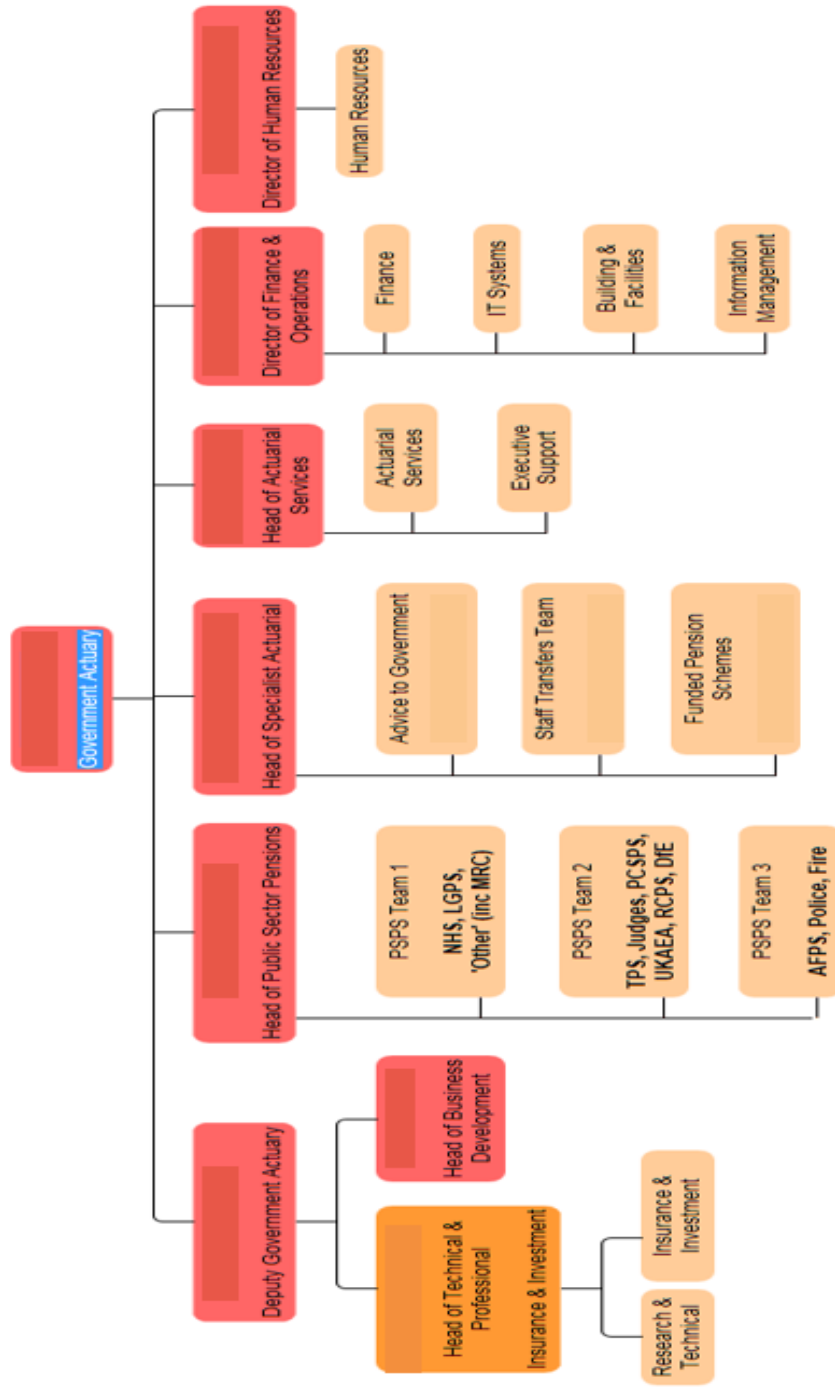 Government Actuary
Deputy Government Actuary
Head of Public Sector Pensions
Head of Specialist Actuarial
Head of Actuarial
Services
Director of Finance &
Operations
Director of Human Resources
Head of Technical &
Professional
Insurance & Investment
Head of Business
Development
Research &
Technical
Insurance &
Investment
PSPS Team 1
NHS, LGPS,
'Other' (inc MRC)
PSPS Team 2
TPS, Judges, PCSPS,
UKAEA, RCPS, DfE
PSPS Team 3
AFPS, Police, Fire
Advice to Government
Staff Transfers Team
Funded Pension
Schemes
Actuarial
Services
Executive
Support
Finance
IT Systems
Building &
Facilities
Information
Management
Human Resources